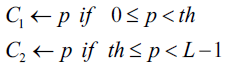 C₁ ← p if 0 ≤ p < th
C₂ ← p if th ≤ p < L − 1